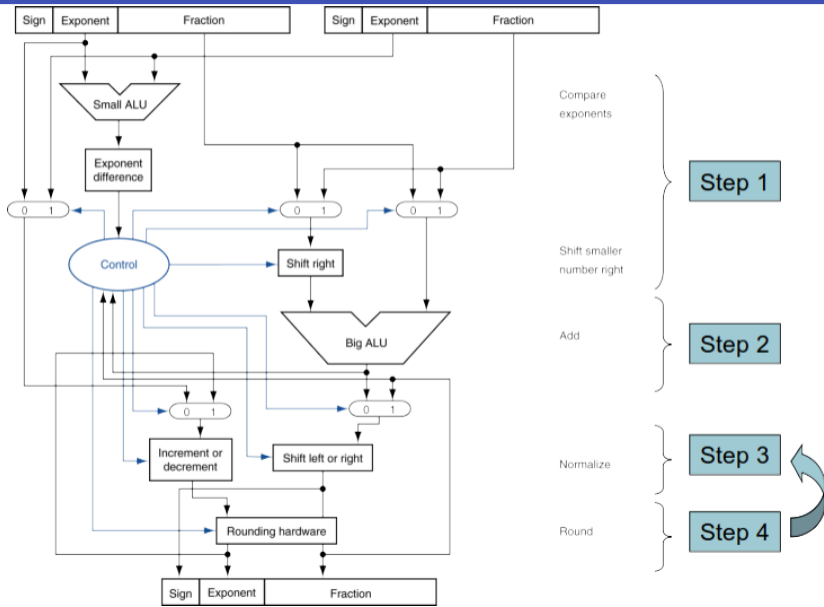 Sign Exponent Fraction
Sign Exponent Fraction
Small ALU
Compare
exponents
Exponent
difference
Step 1
0 1
0 1
0 1
Control
Shift right
Shift smaller
number right
Big ALU
Add
Step 2
0 1
0 1
Increment or
decrement
Shift left or right
Normalize
Step 3
Rounding hardware
Round
Step 4
Sign Exponent Fraction